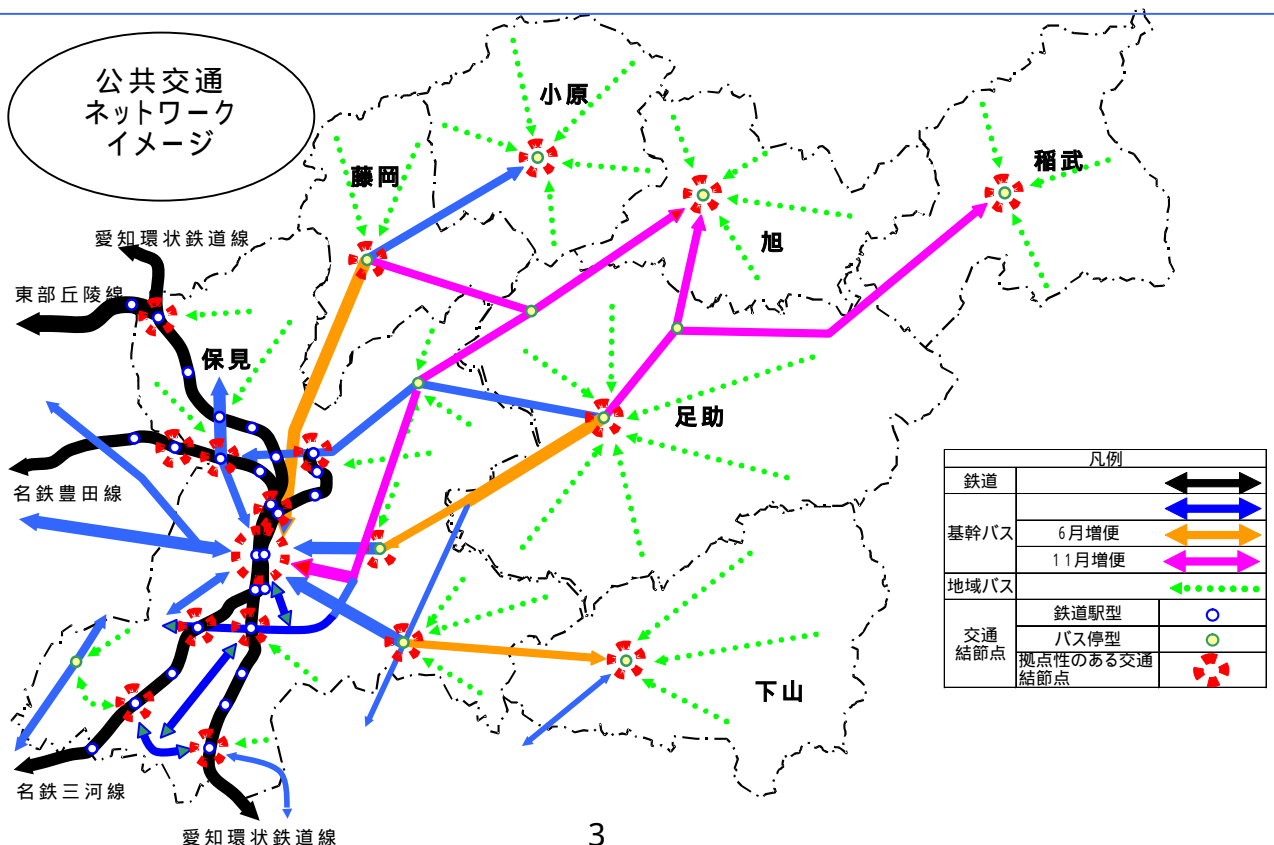 公共交通
ネットワーク
イメージ
小原
藤岡
稲武
旭
愛知環状鉄道線
東部丘陵線
保見
足助
名鉄豊田線
凡例
鉄道
基幹バス
6月増便
11月増便
地域バス
交通
結節点
鉄道駅型
バス停型
拠点性のある交通
結節点
下山
名鉄三河線
愛知環状鉄道線
3